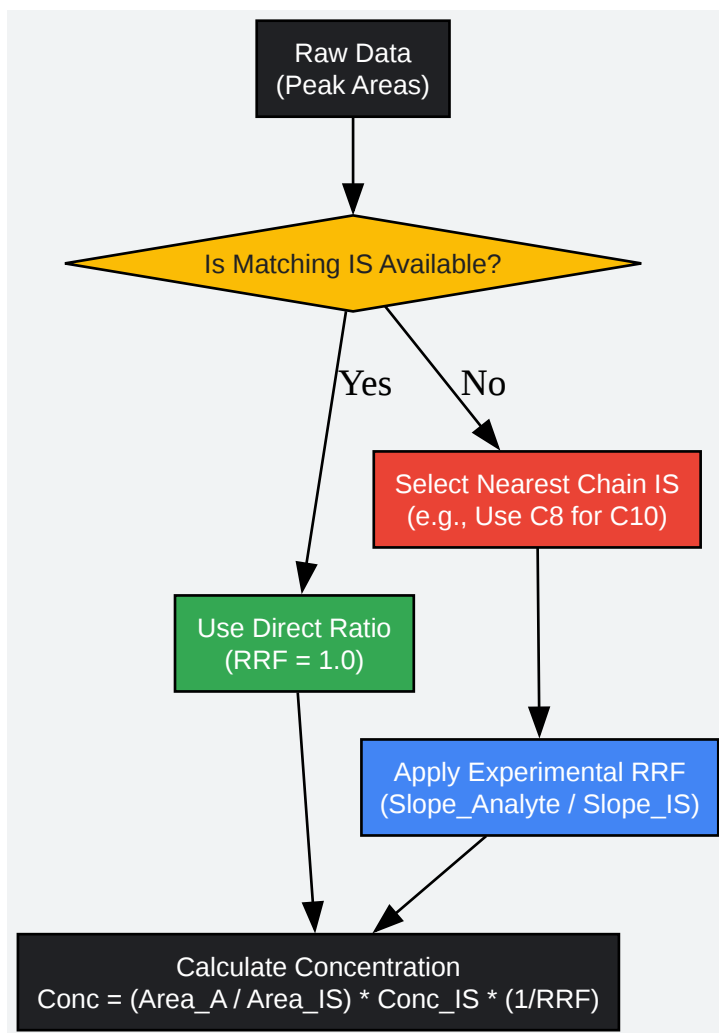 Raw Data
(Peak Areas)
Is Matching IS Available?
Yes
No
Select Nearest Chain IS
(e.g., Use C8 for C10)
Use Direct Ratio
(RRF = 1.0)
Apply Experimental RRF
(Slope_Analyte / Slope_IS)
Calculate Concentration
Conc = (Area_A / Area_IS) * Conc_IS * (1/RRF)